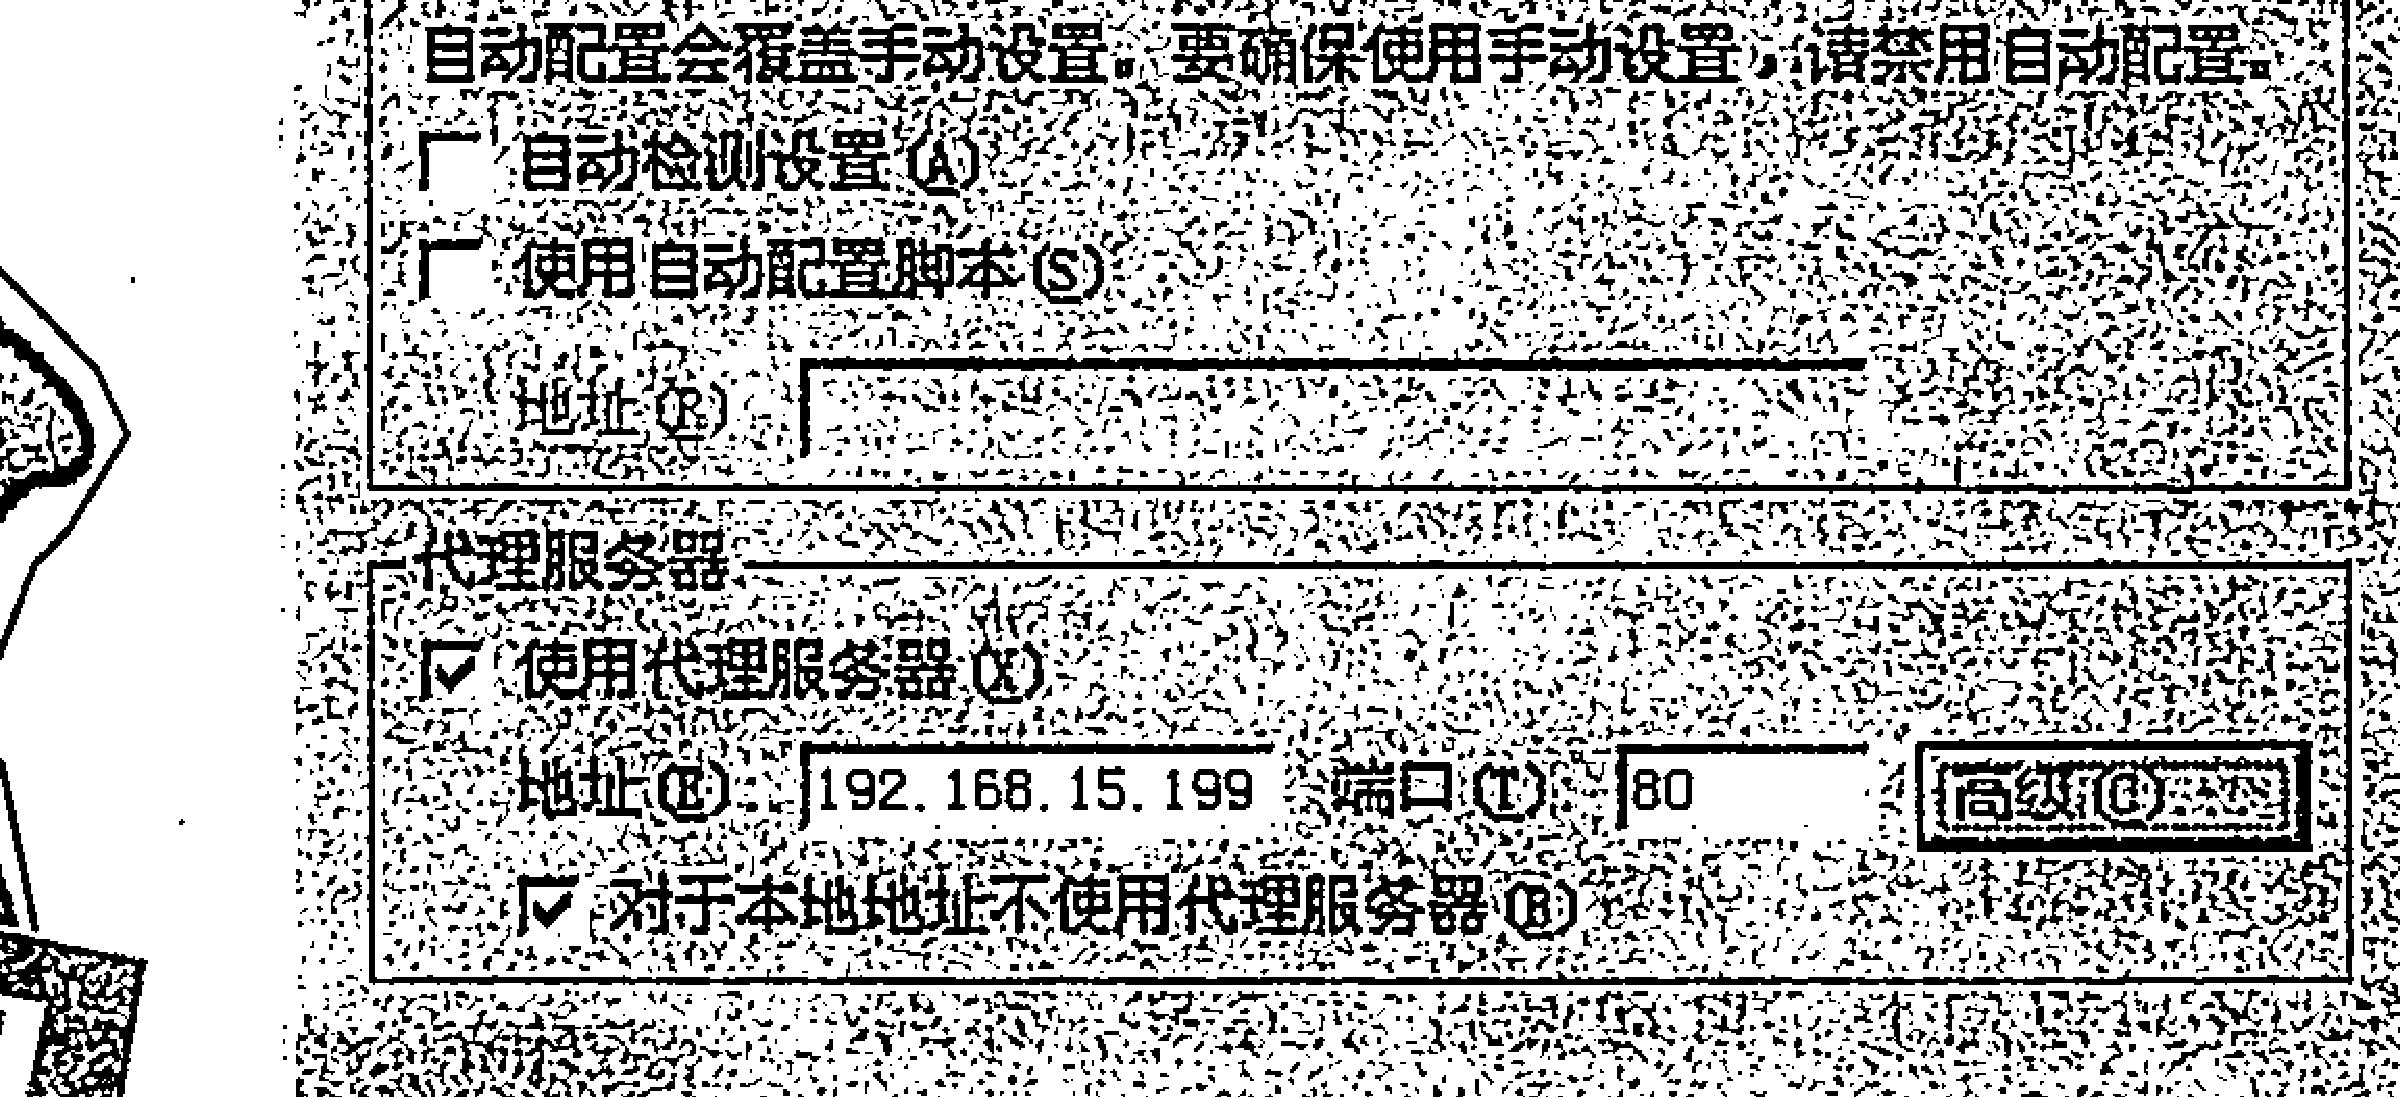 自动配置会覆盖手动设置。要确保使用手动设置，请禁用自动配置。
自动检测设置(A)
使用自动配置脚本(S)
地址(R)
代理服务器
使用代理服务器(X)
地址(E) 192.168.15.199 端口(T) 80 高级(C)
对于本地地址不使用代理服务器(B)